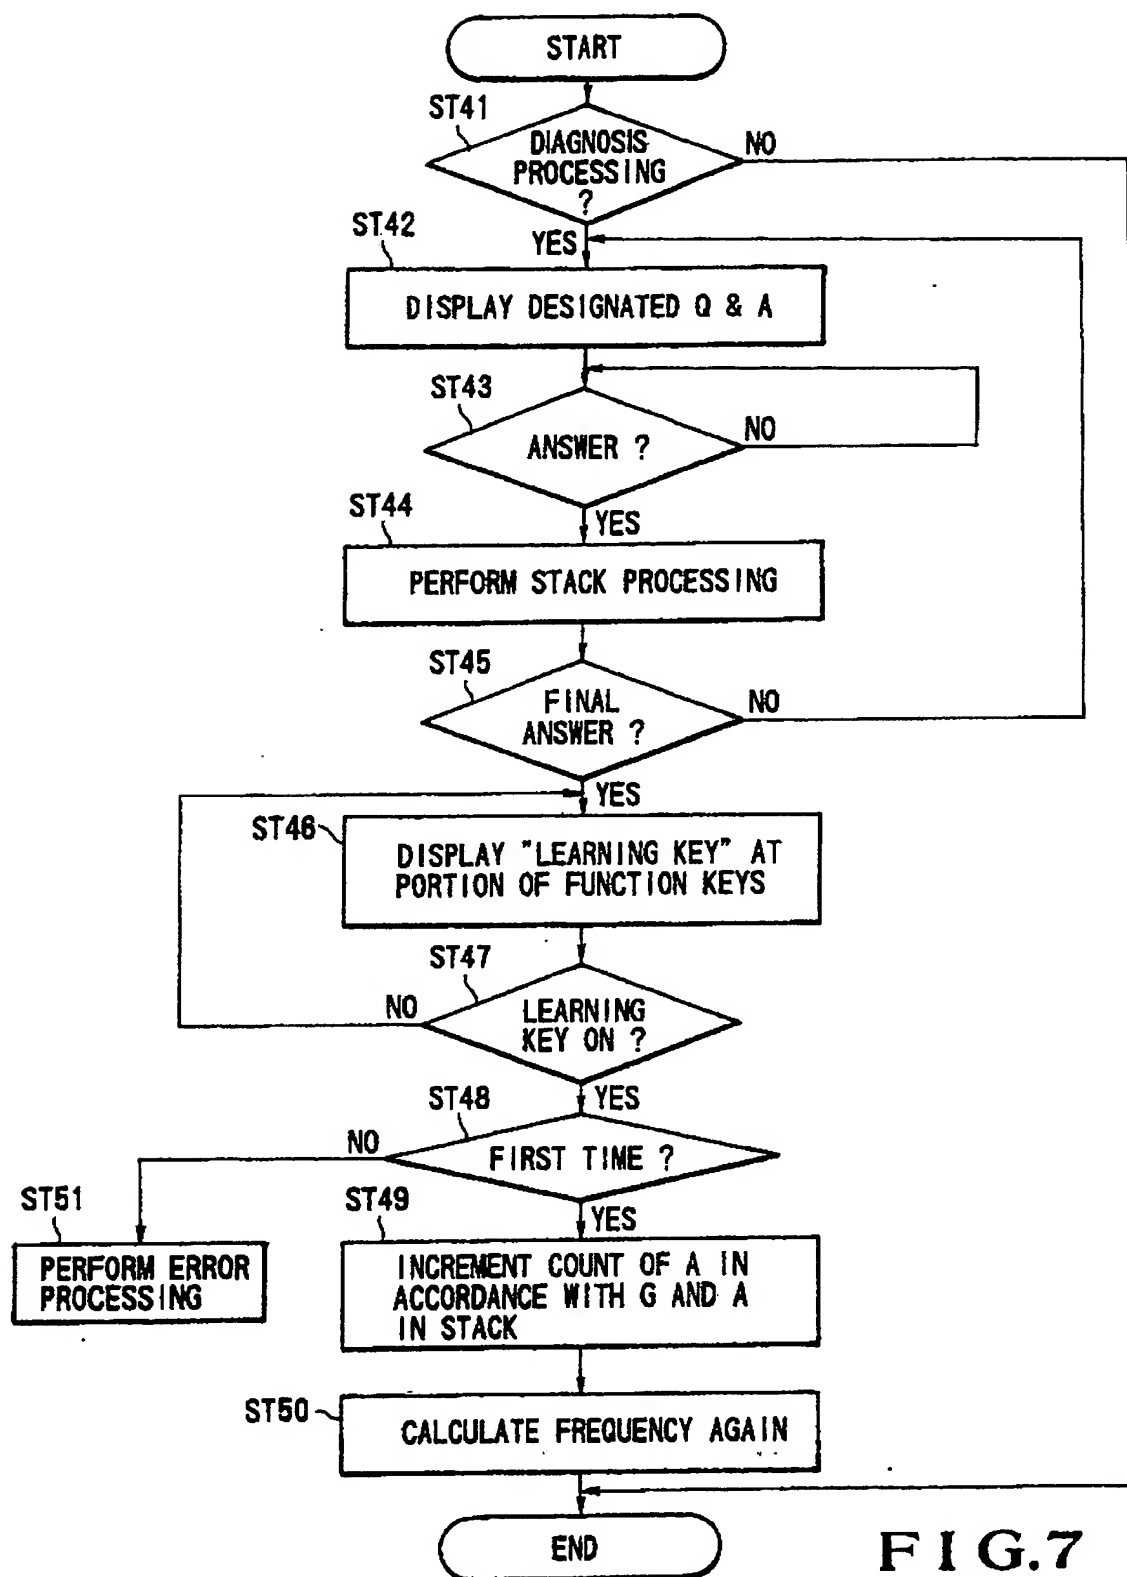 START
ST41
DIAGNOSIS
PROCESSING
?
NO
YES
ST42
DISPLAY DESIGNATED Q & A
ST43
ANSWER ?
NO
YES
ST44
PERFORM STACK PROCESSING
ST45
FINAL
ANSWER ?
NO
YES
ST46
DISPLAY "LEARNING KEY" AT
PORTION OF FUNCTION KEYS
ST47
LEARNING
KEY ON ?
NO
YES
ST48
FIRST TIME ?
NO
YES
ST51
PERFORM ERROR
PROCESSING
ST49
INCREMENT COUNT OF A IN
ACCORDANCE WITH G AND A
IN STACK
ST50
CALCULATE FREQUENCY AGAIN
END
FIG.7